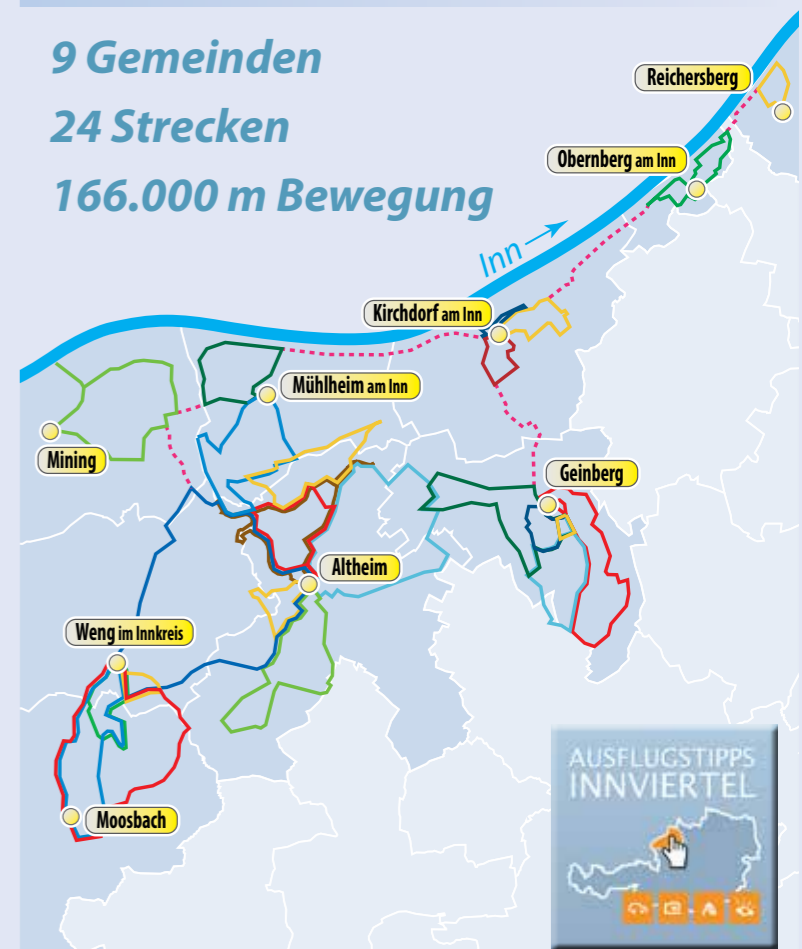 9 Gemeinden
24 Strecken
166.000 m Bewegung
Reichersberg
Obernberg am Inn
Inn
Kirchdorf am Inn
Mühlheim am Inn
Mining
Geinberg
Altheim
Weng im Innkreis
Moosbach
AUSFLUGSTIPPS
INNVIERTEL